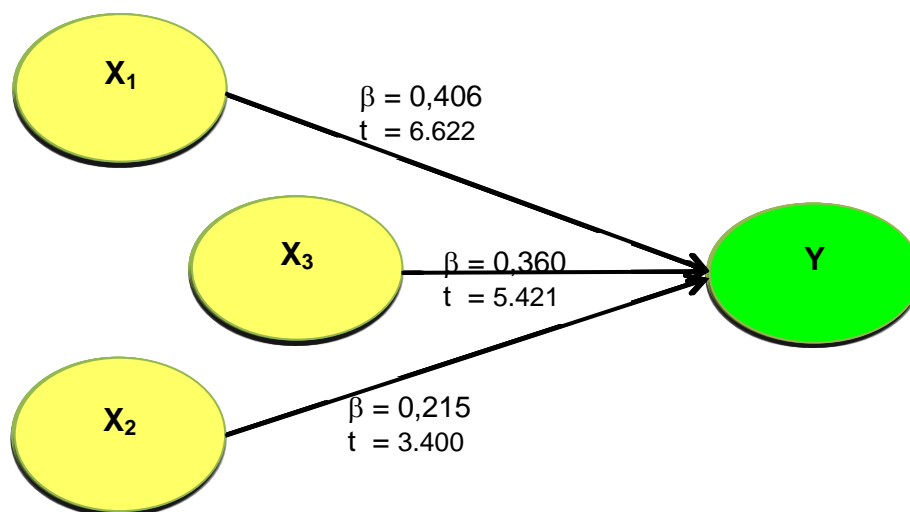 X₁
β = 0,406
t = 6.622
X₃
β = 0,360
t = 5.421
Y
X₂
β = 0,215
t = 3.400